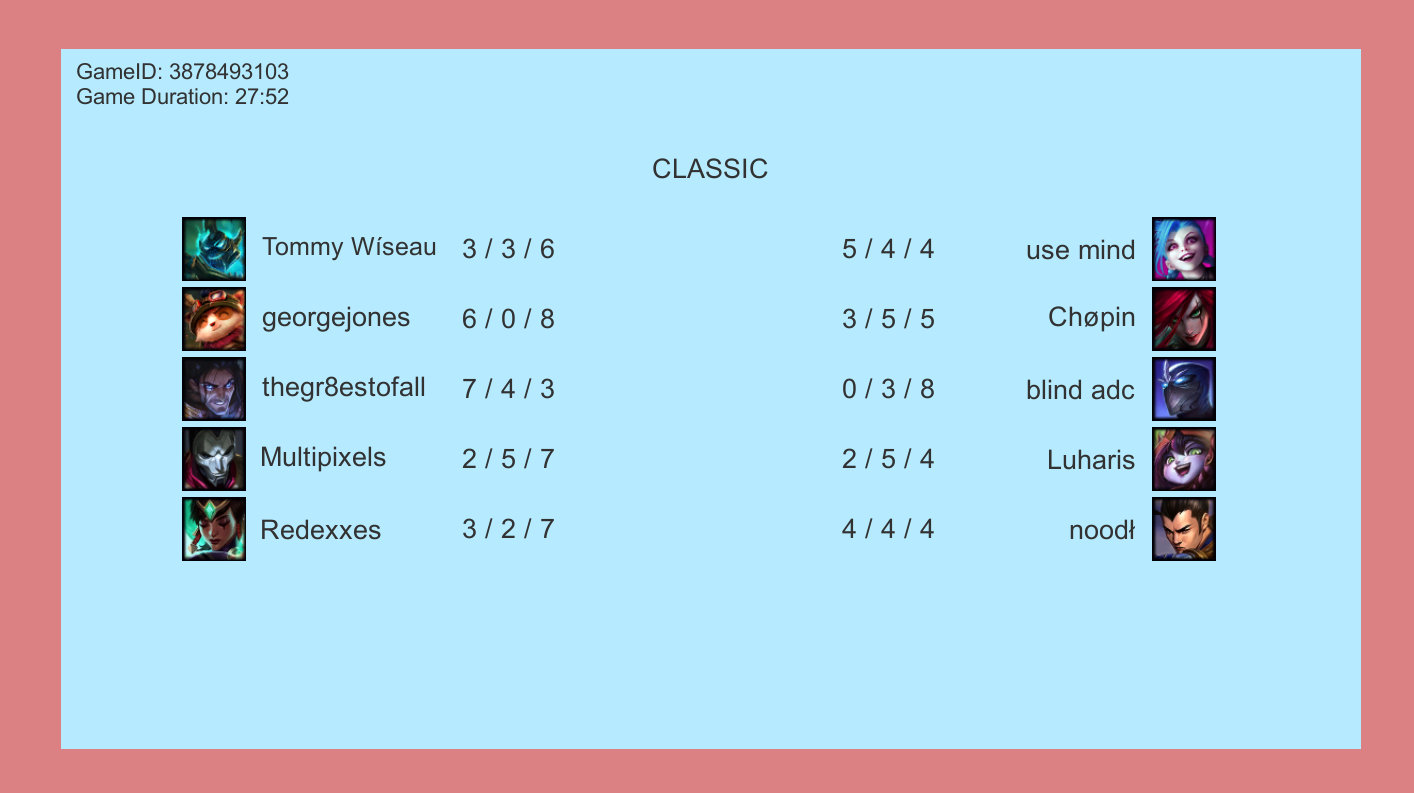 GameID: 3878493103
Game Duration: 27:52
CLASSIC
Tommy Wíseau 3 / 3 / 6 5 / 4 / 4 use mind
georgejones 6 / 0 / 8 3 / 5 / 5 Chøpin
thegr8estofall 7 / 4 / 3 0 / 3 / 8 blind adc
Multipixels 2 / 5 / 7 2 / 5 / 4 Luharis
Redexxes 3 / 2 / 7 4 / 4 / 4 noodł